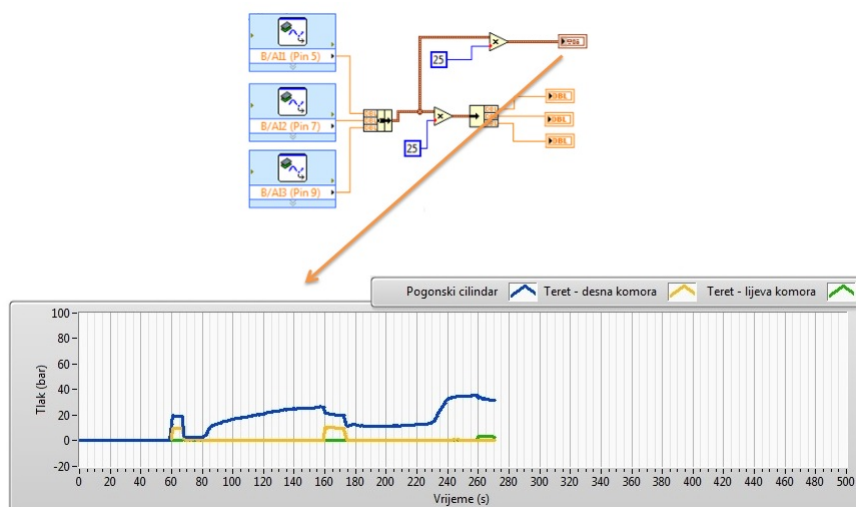 B/AI1 (Pin 5)
25
B/AI2 (Pin 7)
25
B/AI3 (Pin 9)
Pogonski cilindar Teret - desna komora Teret - lijeva komora
Tlak (bar)
100
80
60
40
20
0
-20
0 20 40 60 80 100 120 140 160 180 200 220 240 260 280 300 320 340 360 380 400 420 440 460 480 500
Vrijeme (s)